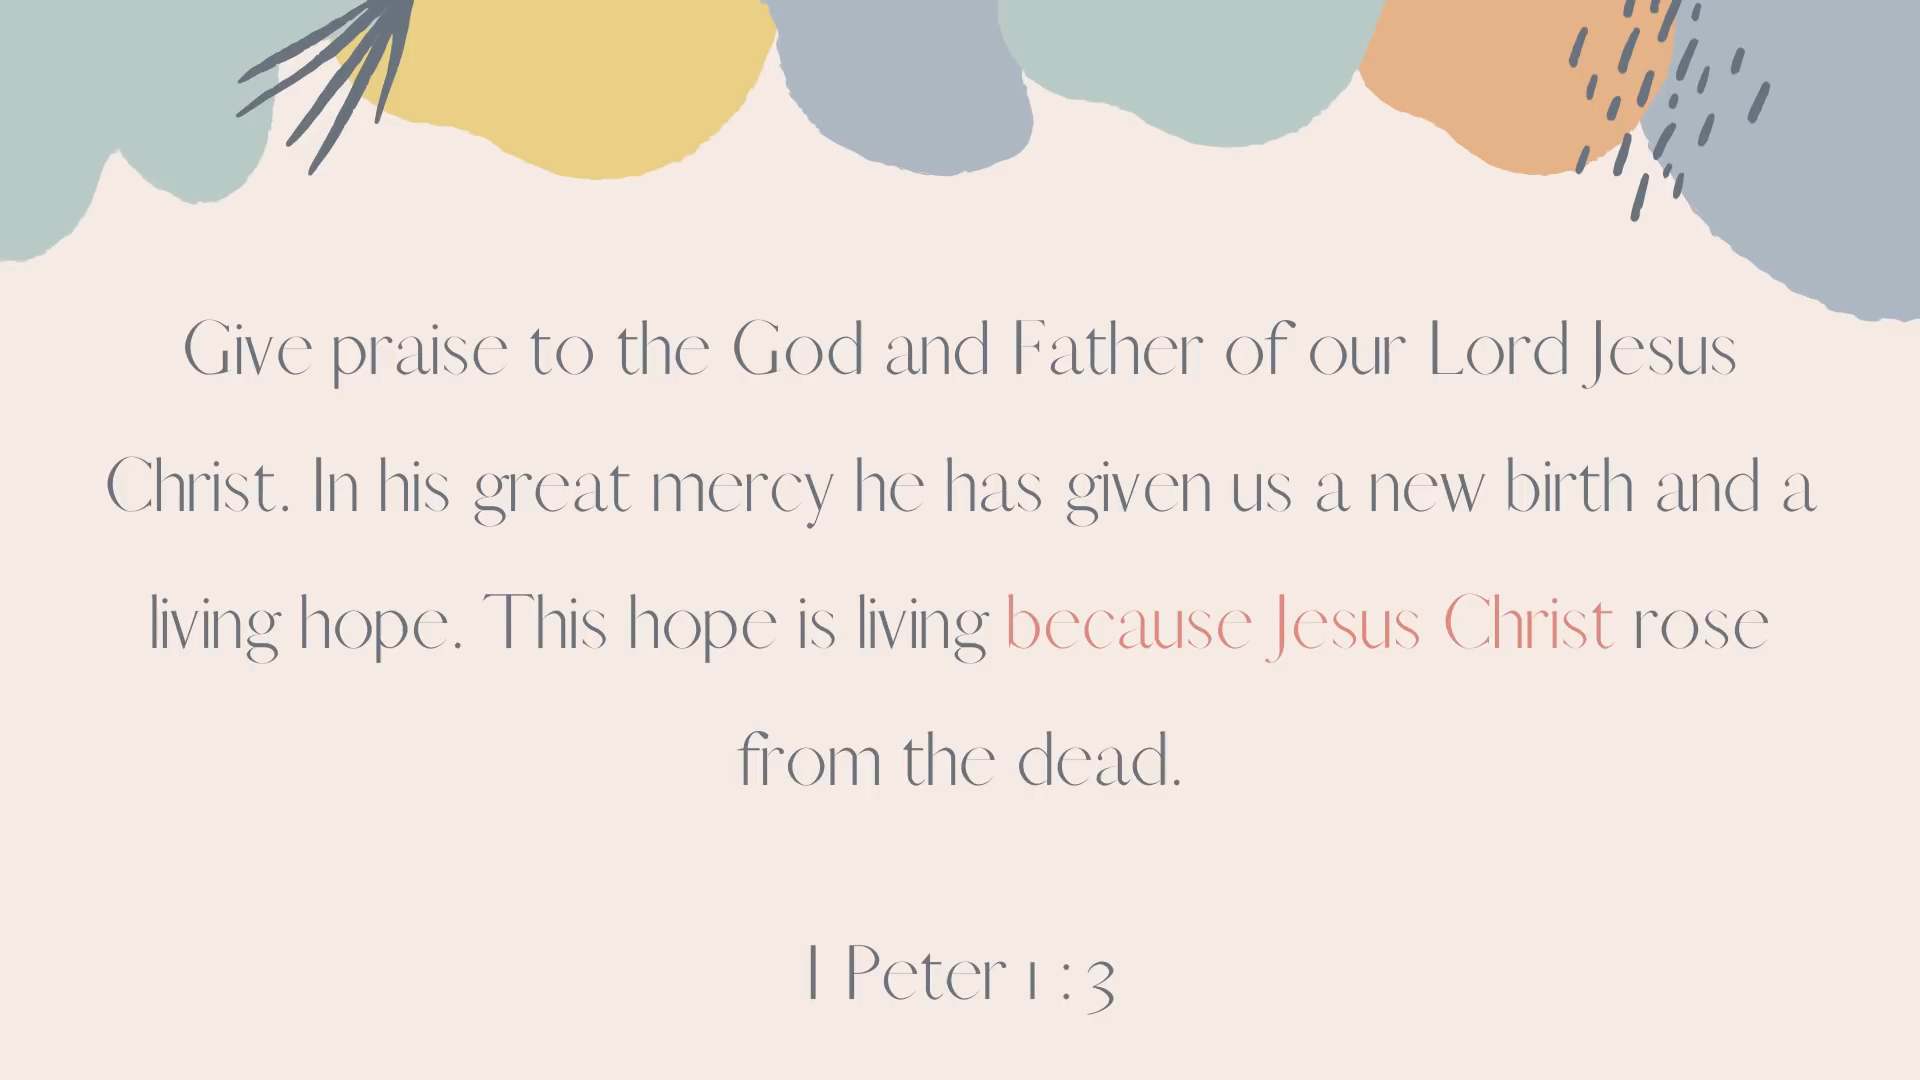 Give praise to the God and Father of our Lord Jesus
Christ. In his great mercy he has given us a new birth and a
living hope. This hope is living because Jesus Christ rose
from the dead.
I Peter 1 : 3